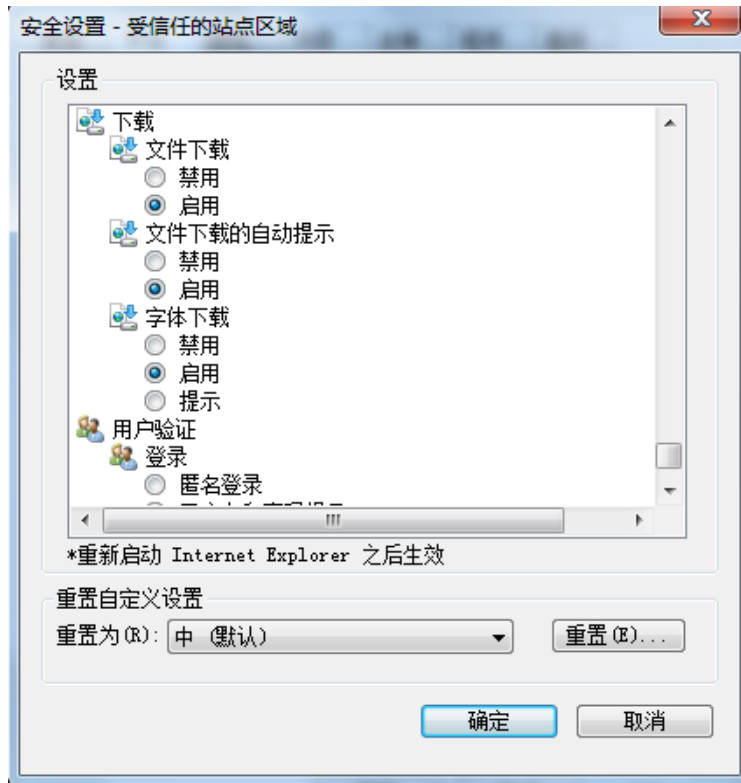 安全设置 - 受信任的站点区域
设置
下载
文件下载
禁用
启用
文件下载的自动提示
禁用
启用
字体下载
禁用
启用
提示
用户验证
登录
匿名登录
*重新启动 Internet Explorer 之后生效
重置自定义设置
重置为(R): 中 (默认) 重置(E)...
确定 取消